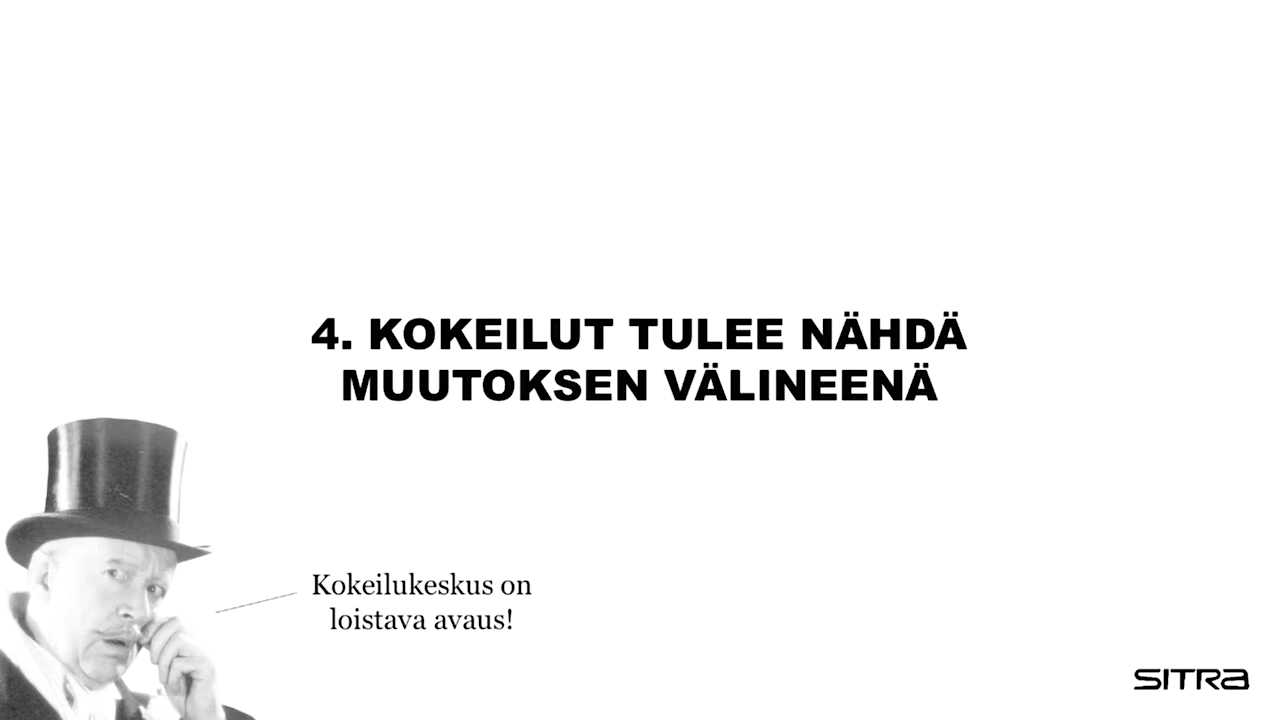 4. KOKEILUT TULEE NÄHDÄ
MUUTOKSEN VÄLINEENÄ
Kokeilukeskus on
loistava avaus!
SITRA